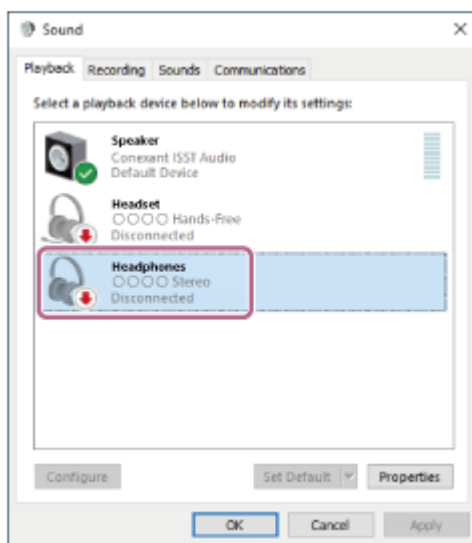 Sound
Playback Recording Sounds Communications
Select a playback device below to modify its settings:
Speaker
Conexant ISST Audio
Default Device
Headset
○○○○ Hands-Free
Disconnected
Headphones
○○○○ Stereo
Disconnected
Configure Set Default Properties
OK Cancel Apply